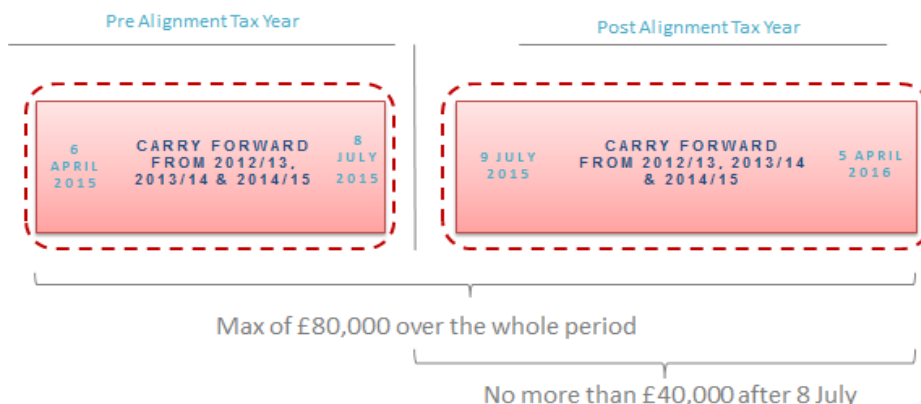 Pre Alignment Tax Year
Post Alignment Tax Year
6
APRIL
2015
CARRY FORWARD
FROM 2012/13,
2013/14 & 2014/15
8
JULY
2015
9 JULY
2015
CARRY FORWARD
FROM 2012/13, 2013/14
& 2014/15
5 APRIL
2016
Max of £80,000 over the whole period
No more than £40,000 after 8 July